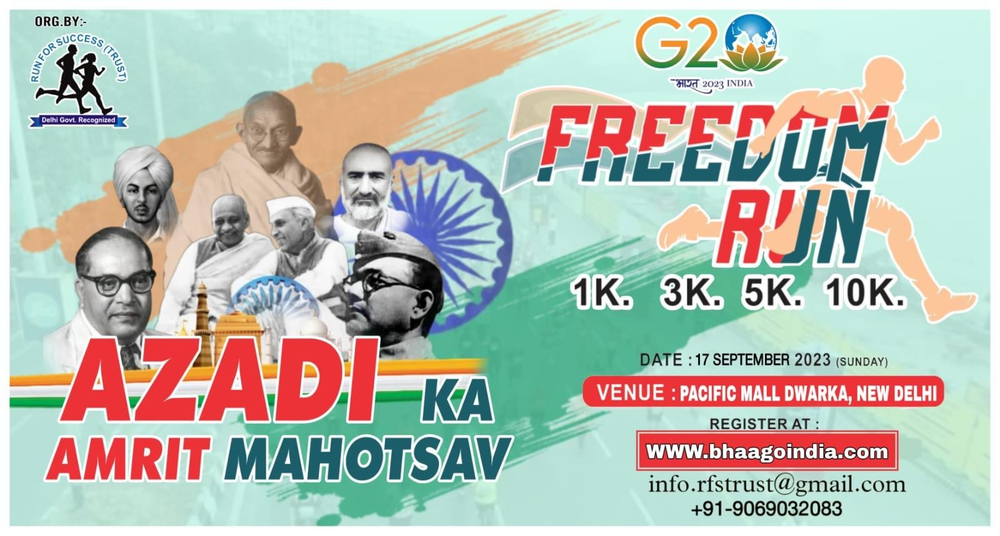 ORG.BY:-
RUN FOR SUCCESS (TRUST)
Delhi Govt. Recognized
G20
भारत 2023 INDIA
FREEDOM
RUN
1K. 3K. 5K. 10K.
AZADI KA
AMRIT MAHOTSAV
DATE : 17 SEPTEMBER 2023 (SUNDAY)
VENUE : PACIFIC MALL DWARKA, NEW DELHI
REGISTER AT :
WWW.bhaagoindia.com
info.rfstrust@gmail.com
+91-9069032083